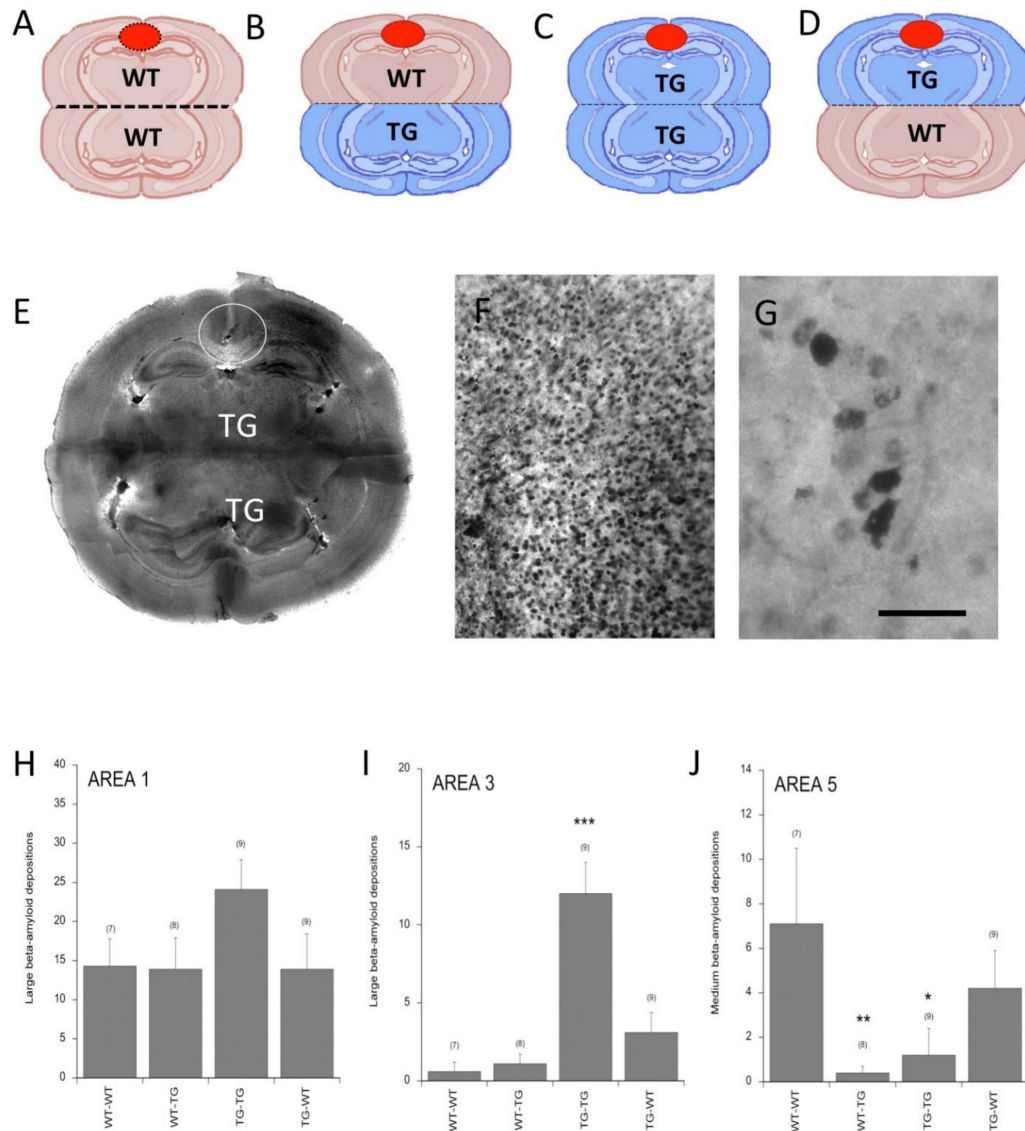 A
B
C
D
WT
WT
TG
TG
WT
TG
TG
WT
E
F
G
TG
TG
H
AREA 1
Large beta-amyloid depositions
40
35
30
25
20
15
10
5
0
(7)
(8)
(9)
(9)
WT-WT
WT-TG
TG-TG
TG-WT
I
AREA 3
Large beta-amyloid depositions
20
15
10
5
0
(7)
(8)
***
(9)
(9)
WT-WT
WT-TG
TG-TG
TG-WT
J
AREA 5
Medium beta-amyloid depositions
14
12
10
8
6
4
2
0
(7)
**
(8)
*
(9)
(9)
WT-WT
WT-TG
TG-TG
TG-WT